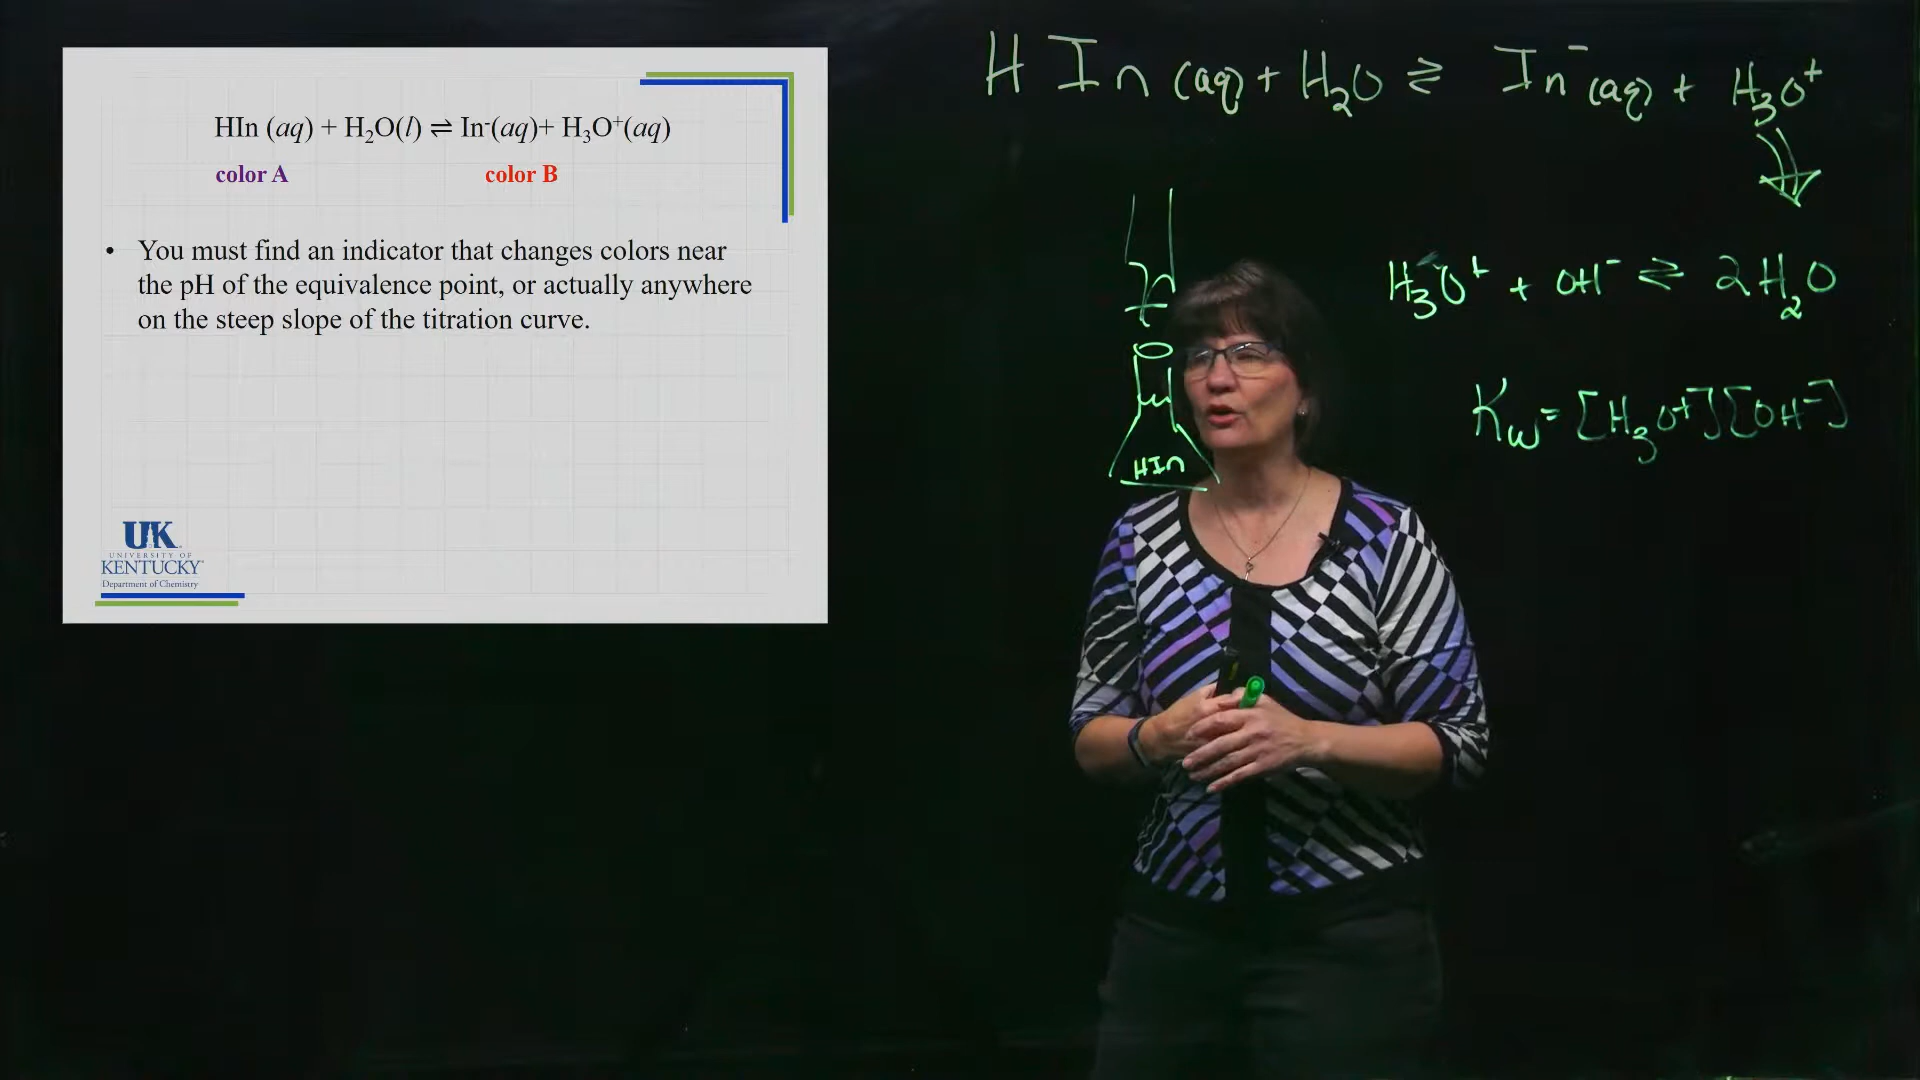 HIn (aq) + H₂O(l) ⇌ In⁻(aq)+ H₃O⁺(aq)
color A color B
• You must find an indicator that changes colors near
the pH of the equivalence point, or actually anywhere
on the steep slope of the titration curve.
UK
UNIVERSITY OF
KENTUCKY
Department of Chemistry
H In (aq) + H₂O ⇌ In⁻ (aq) + H₃O⁺
H₃O⁺ + OH⁻ ⇌ 2H₂O
Kw = [H₃O⁺][OH⁻]
HIn